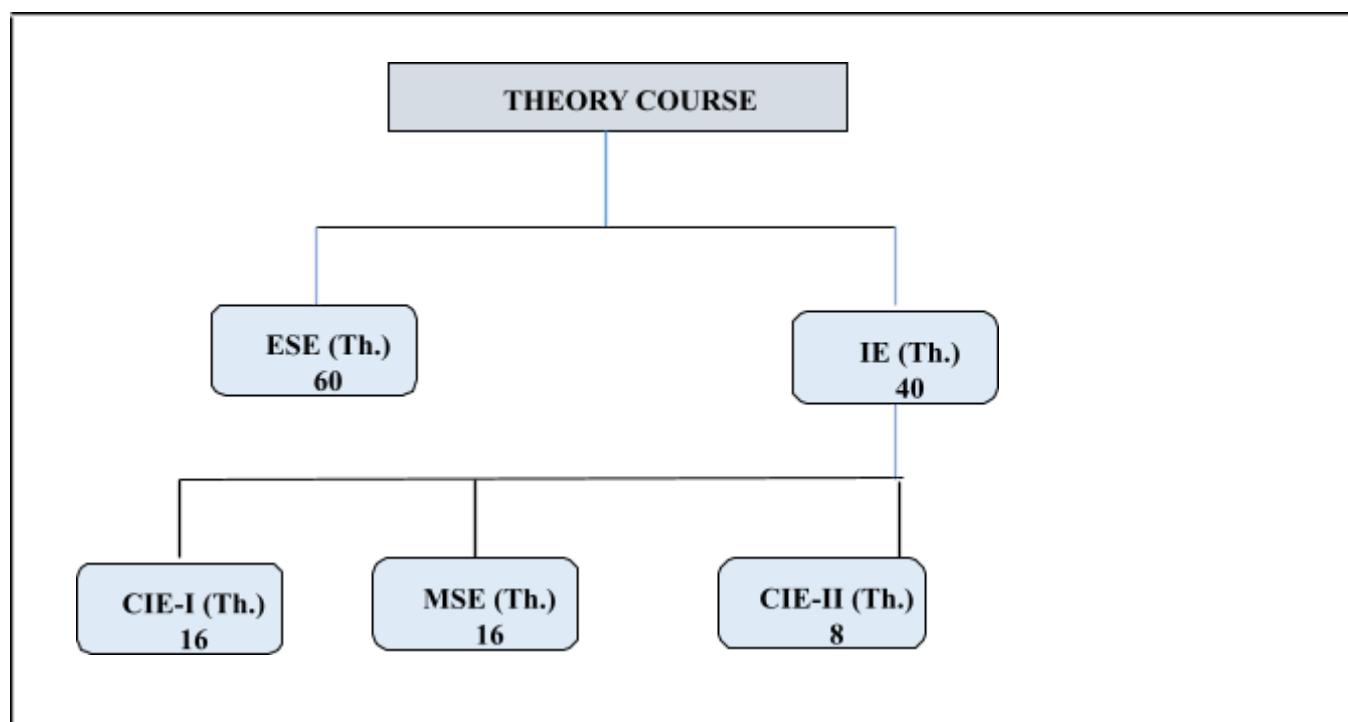 THEORY COURSE
ESE (Th.)
60
IE (Th.)
40
CIE-I (Th.)
16
MSE (Th.)
16
CIE-II (Th.)
8